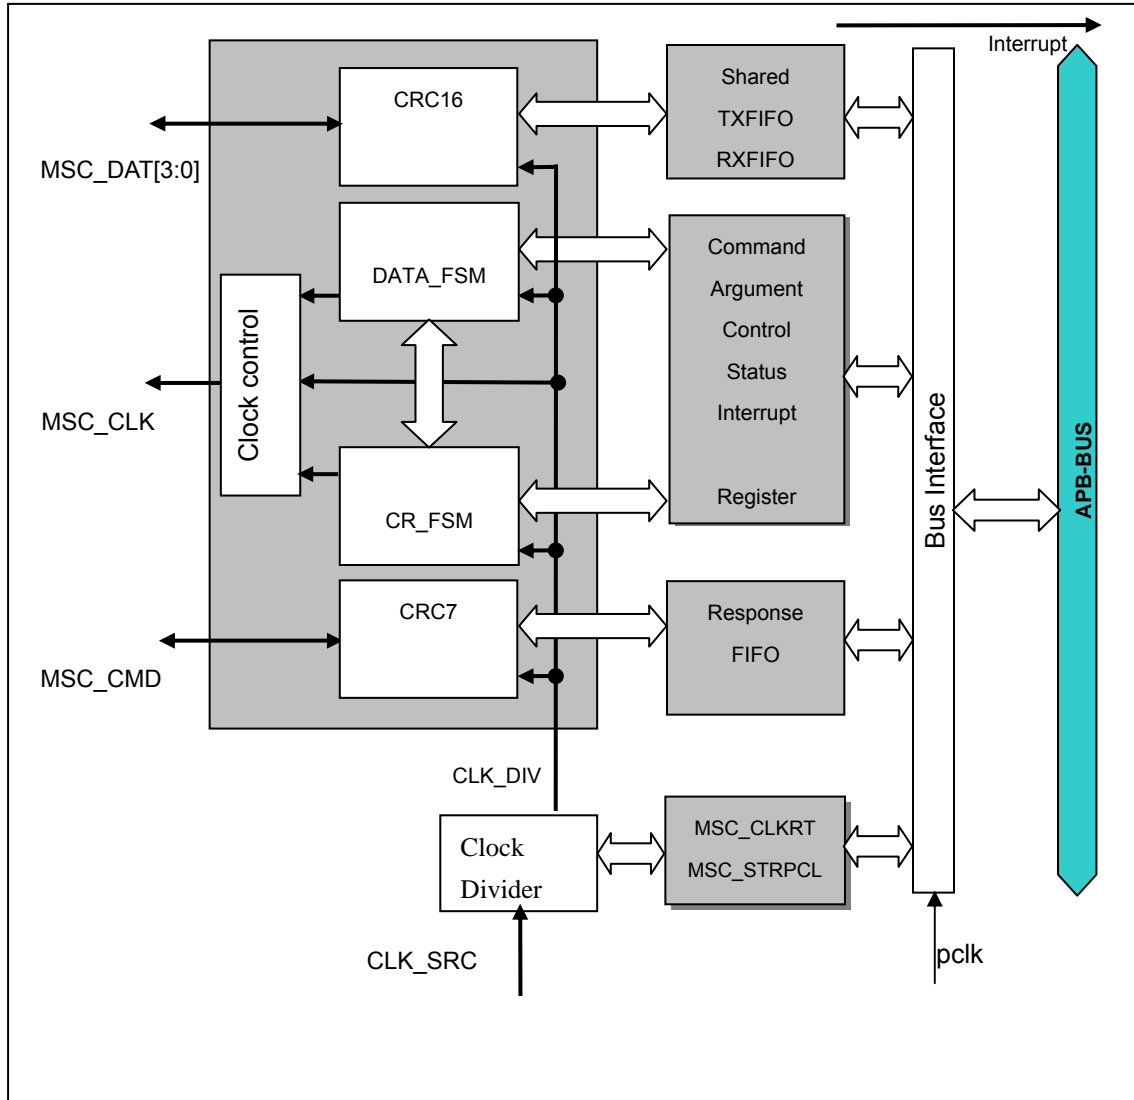 Interrupt
Shared
TXFIFO
RXFIFO
CRC16
MSC_DAT[3:0]
DATA_FSM
Command
Argument
Control
Status
Interrupt
Register
Clock control
MSC_CLK
CR_FSM
Bus Interface
APB-BUS
CRC7
Response
FIFO
MSC_CMD
CLK_DIV
Clock
Divider
MSC_CLKRT
MSC_STRPCL
CLK_SRC
pclk